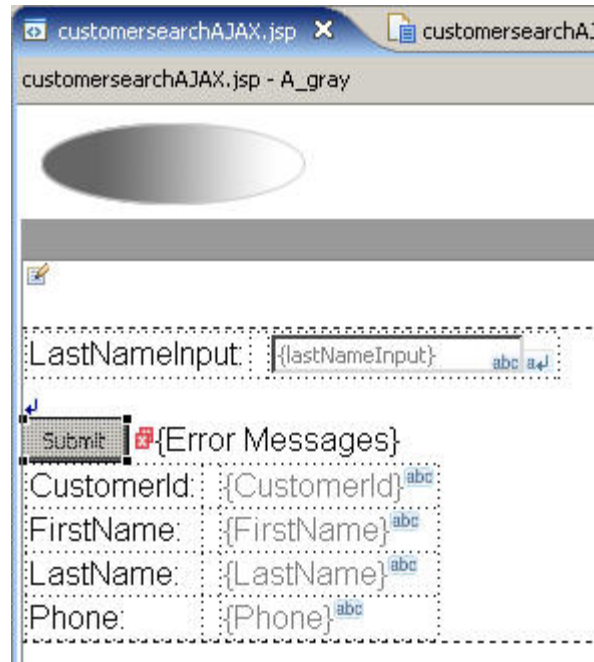 customersearchAJAX.jsp customersearchAJ
customersearchAJAX.jsp - A_gray
LastNameInput: {lastNameInput} abc a
Submit {Error Messages}
CustomerId: {CustomerId} abc
FirstName: {FirstName} abc
LastName: {LastName} abc
Phone: {Phone} abc